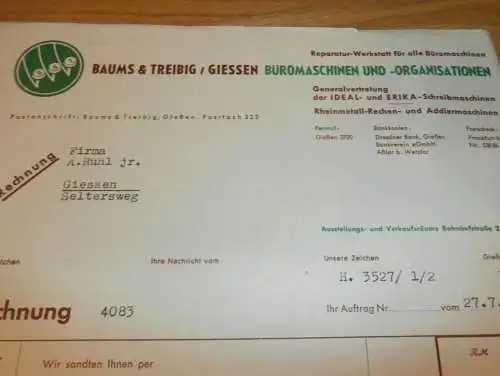 Reparatur-Werkstatt für alle Büromaschinen
BAUMS & TREIBIG / GIESSEN BÜROMASCHINEN UND -ORGANISATIONEN
Generalvertretung
der IDEAL- und ERIKA-Schreibmaschinen
Rheinmetall-Rechen- und Addiermaschinen
Postanschrift: Baums & Treibig, Gießen, Postfach 223
Fernruf:
Gießen 3700
Bankkonten:
Dresdner Bank, Gießen
Bankverein eGmbH.
Aßlar b. Wetzlar
Postscheck
Frankfurt
Rechnung
Firma
A.Ruhl jr.
Giessen
Seltersweg
Ausstellungs- und Verkaufsräume Bahnhofstraße
Zeichen
Ihre Nachricht vom
Unsere Zeichen
Gieß
H. 3527/ 1/2
chnung 4083
Ihr Auftrag Nr. vom 27.7.
Wir sandten Ihnen per